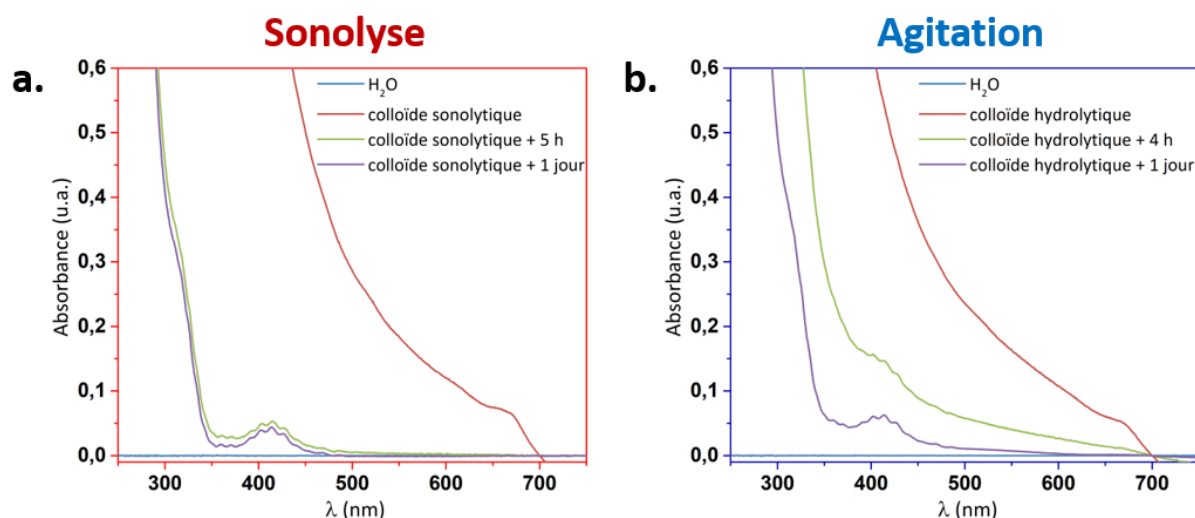 Sonolyse
a.
0,6
0,5
0,4
0,3
0,2
0,1
0,0
Absorbance (u.a.)
H₂O
colloïde sonolytique
colloïde sonolytique + 5 h
colloïde sonolytique + 1 jour
300 400 500 600 700
λ (nm)
Agitation
b.
0,6
0,5
0,4
0,3
0,2
0,1
0,0
Absorbance (u.a.)
H₂O
colloïde hydrolytique
colloïde hydrolytique + 4 h
colloïde hydrolytique + 1 jour
300 400 500 600 700
λ (nm)